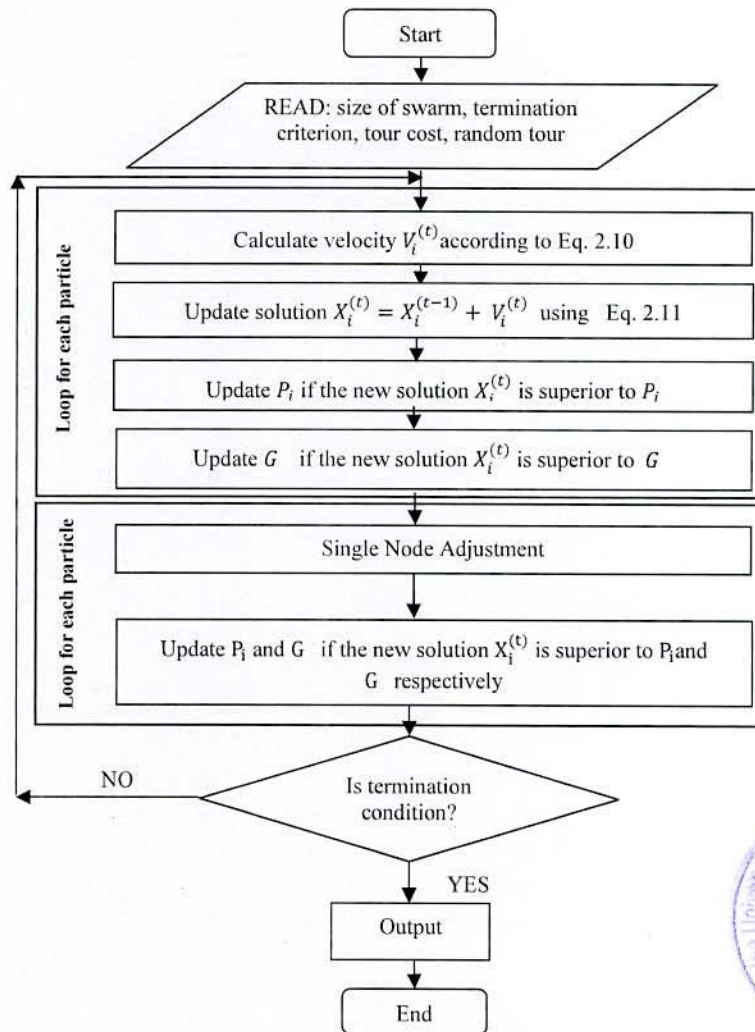 Start
READ: size of swarm, termination
criterion, tour cost, random tour
Loop for each particle
Calculate velocity V_i^(t) according to Eq. 2.10
Update solution X_i^(t) = X_i^(t−1) + V_i^(t) using Eq. 2.11
Update P_i if the new solution X_i^(t) is superior to P_i
Update G if the new solution X_i^(t) is superior to G
Loop for each particle
Single Node Adjustment
Update P_i and G if the new solution X_i^(t) is superior to P_i and
G respectively
NO
Is termination
condition?
YES
Output
End